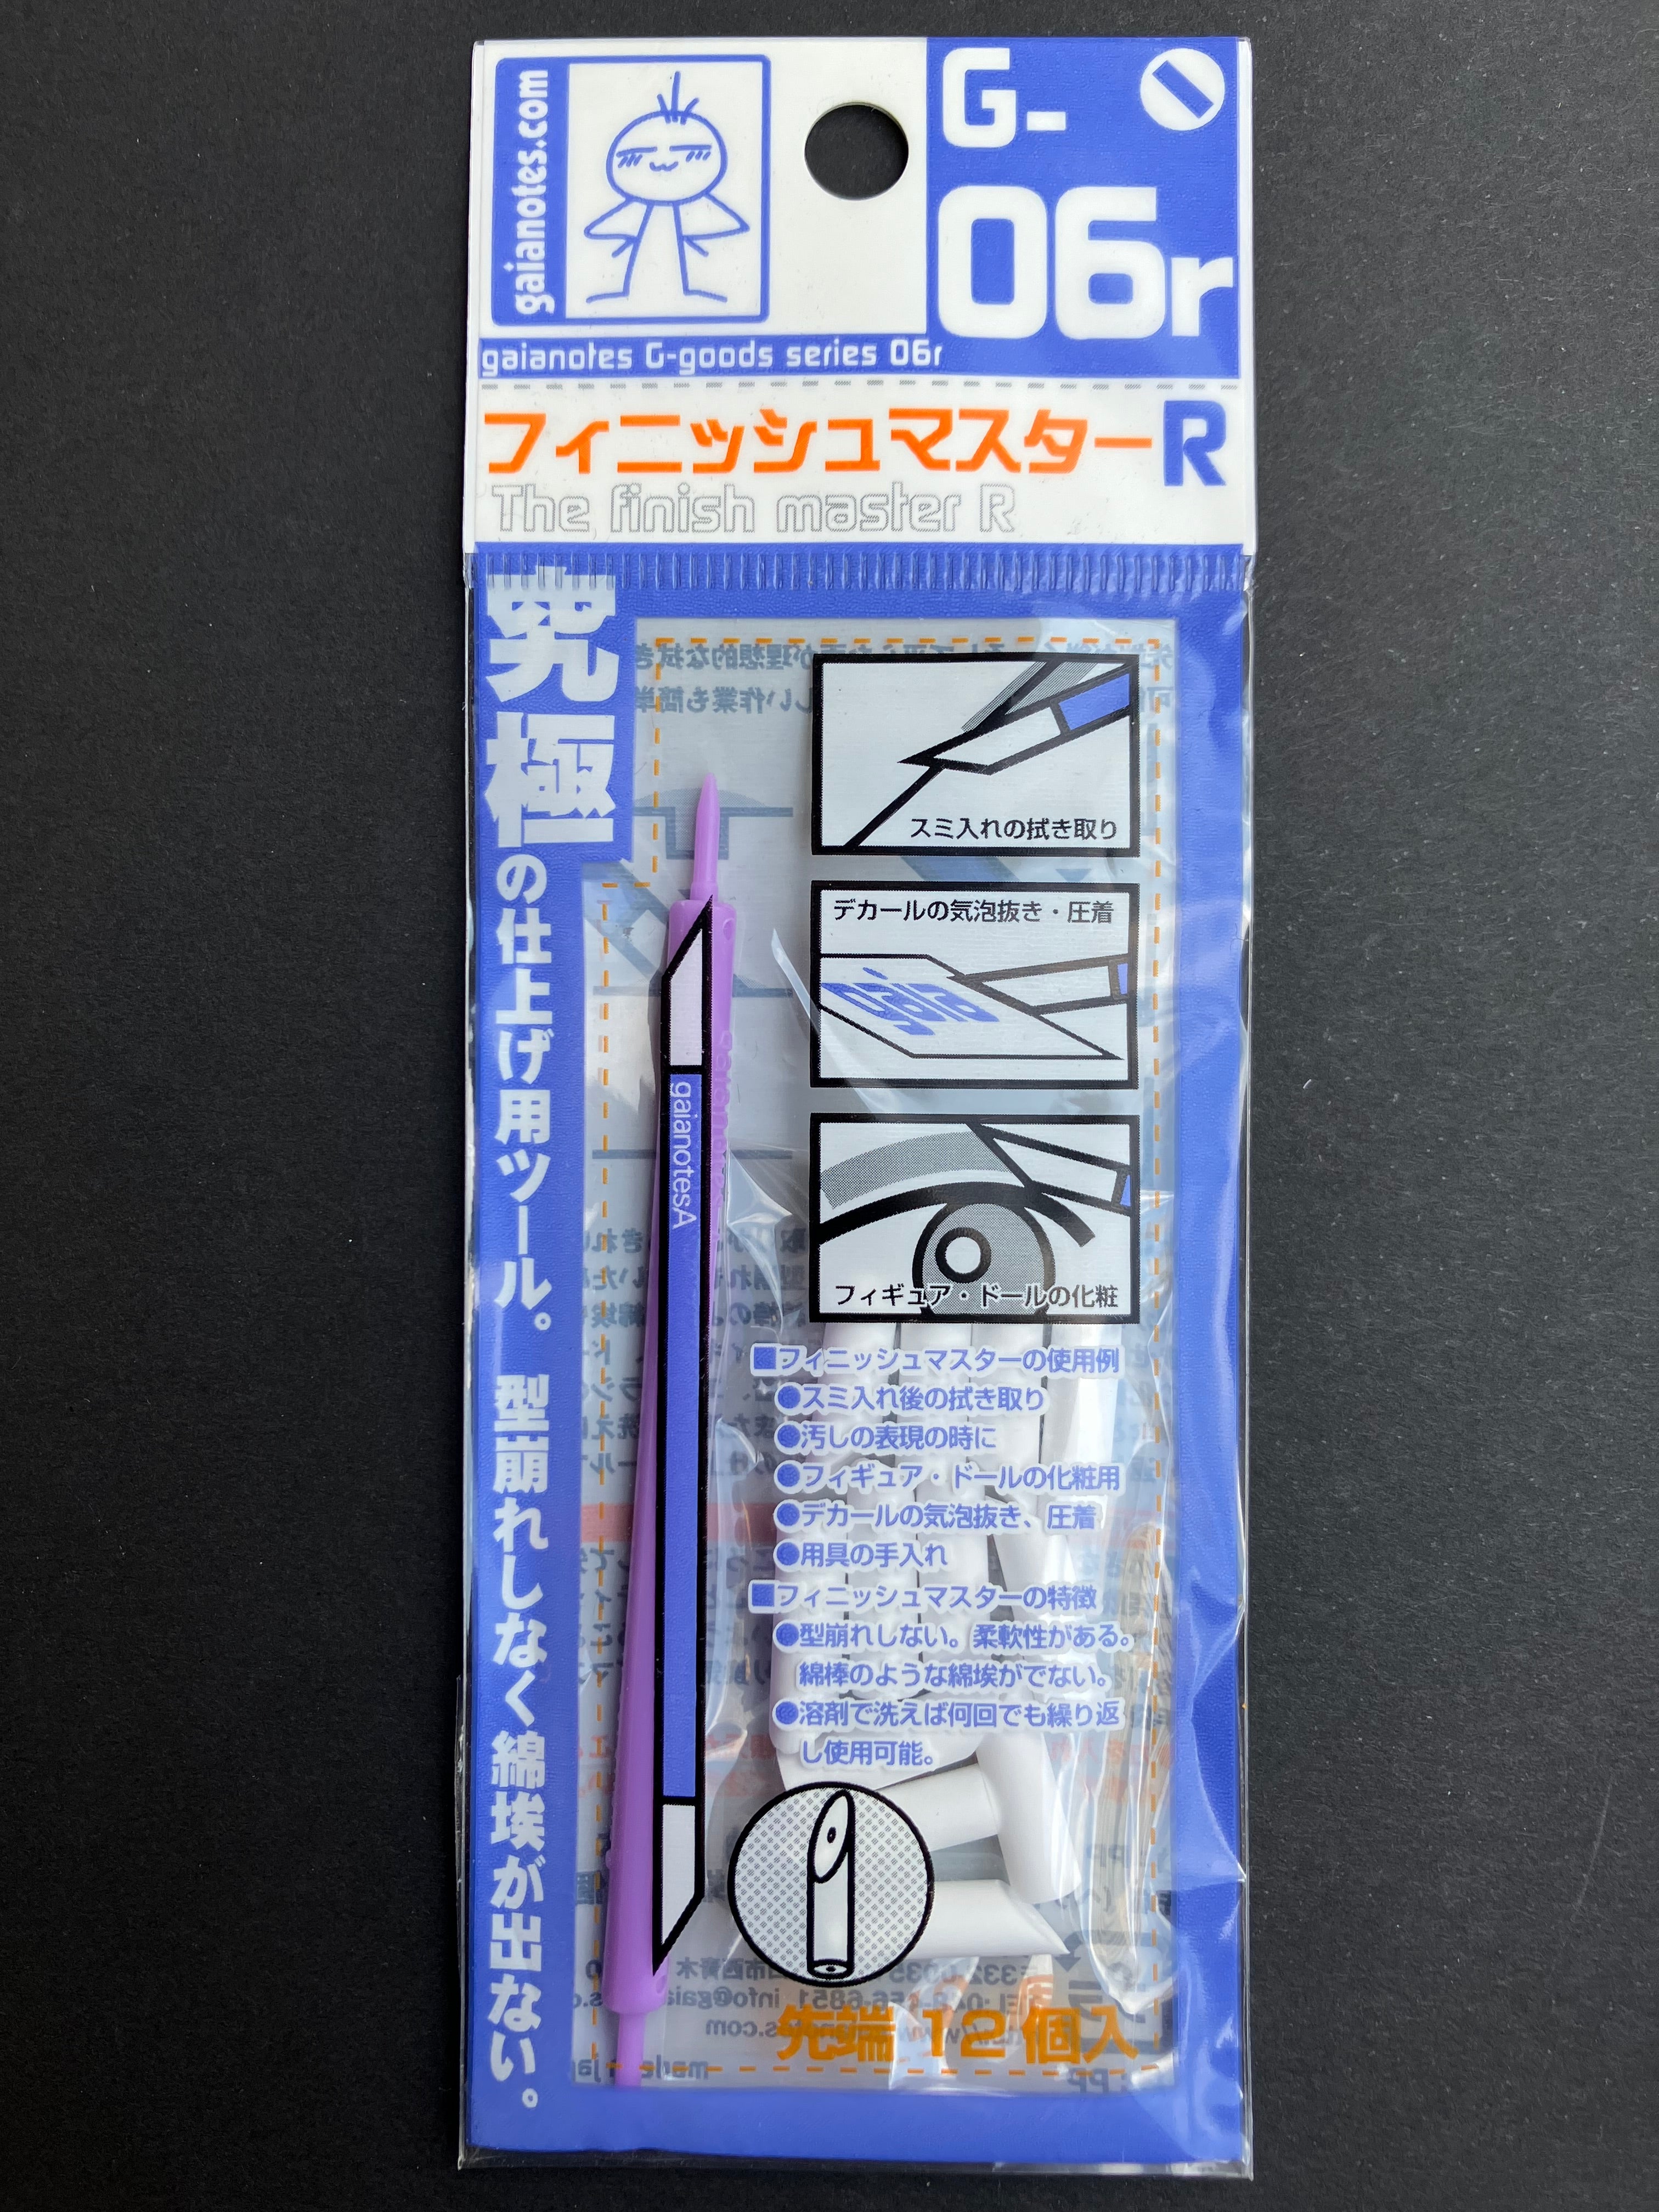 gaianotes.com
G-
06r
gaianotes G-goods series 06r
フィニッシュマスターR
The finish master R
究極の仕上げ用ツール。 型崩れしなく綿埃が出ない。
スミ入れの拭き取り
デカールの気泡抜き・圧着
gaia
gaianotesA
フィギュア・ドールの化粧
■フィニッシュマスターの使用例
●スミ入れ後の拭き取り
●汚しの表現の時に
●フィギュア・ドールの化粧用
●デカールの気泡抜き、圧着
●用具の手入れ
■フィニッシュマスターの特徴
●型崩れしない。柔軟性がある。
綿棒のような綿埃がでない。
●溶剤で洗えば何回でも繰り返
し使用可能。
先端 12個入